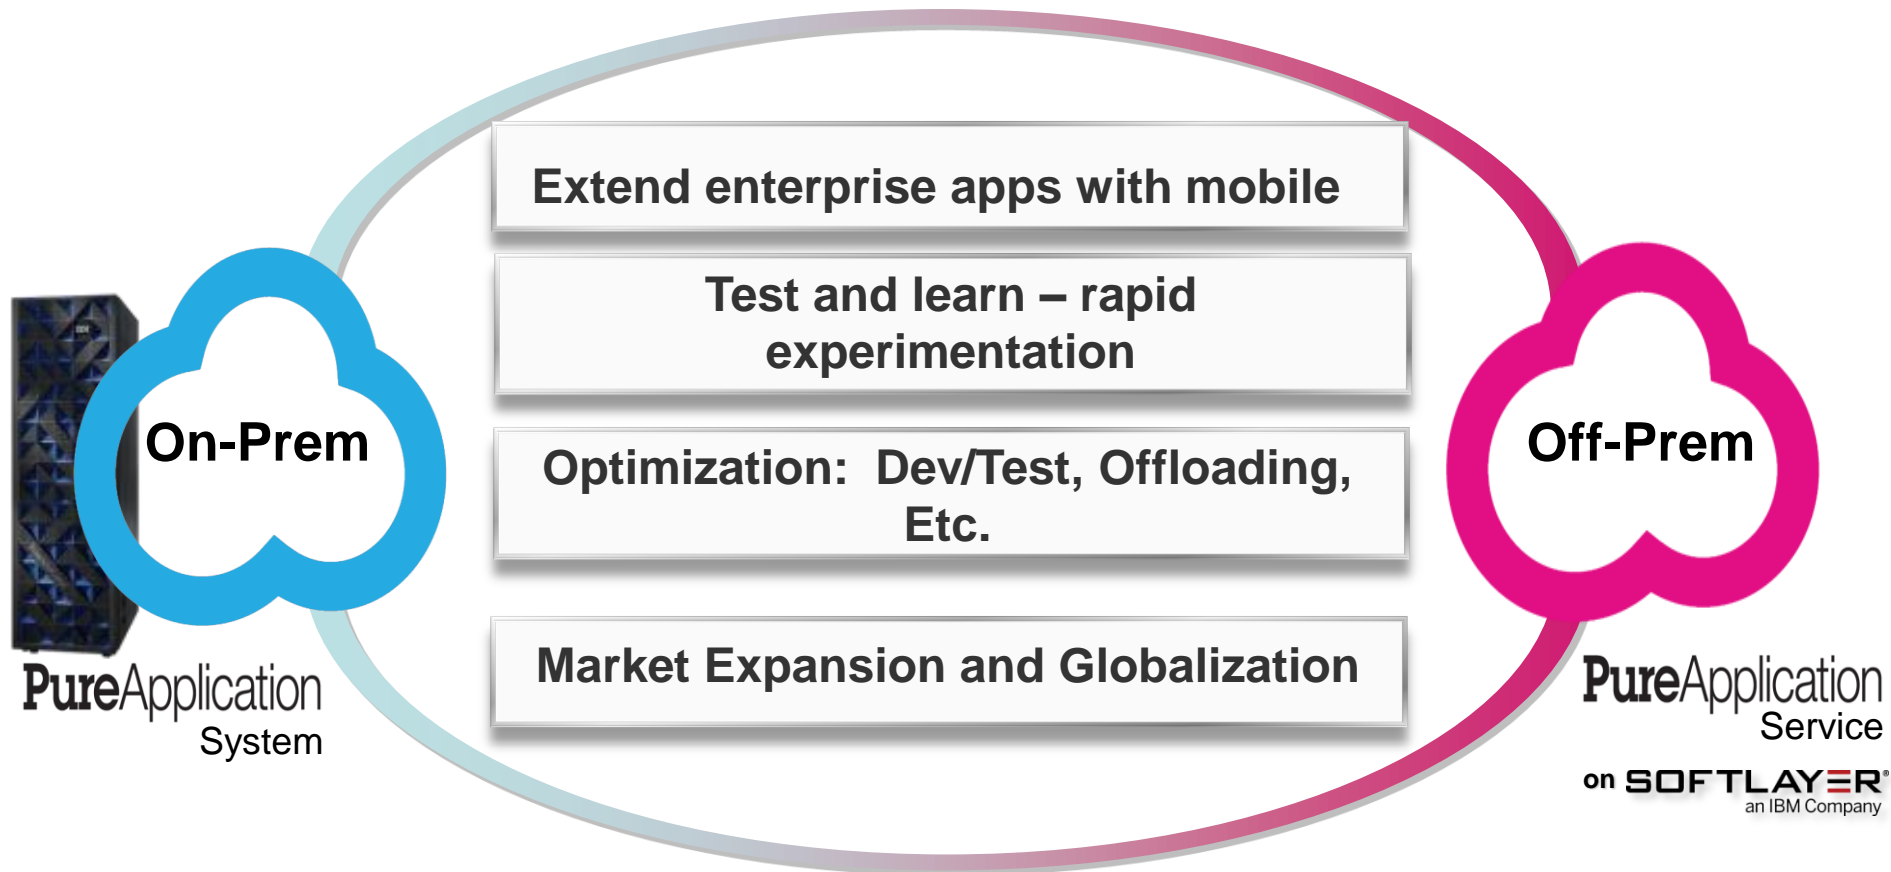 Extend enterprise apps with mobile
Test and learn – rapid
experimentation
On-Prem
Optimization:  Dev/Test, Offloading,
Etc.
Off-Prem
Market Expansion and Globalization
PureApplication
System
PureApplication
Service
on SOFTLAYER®
an IBM Company
IBM